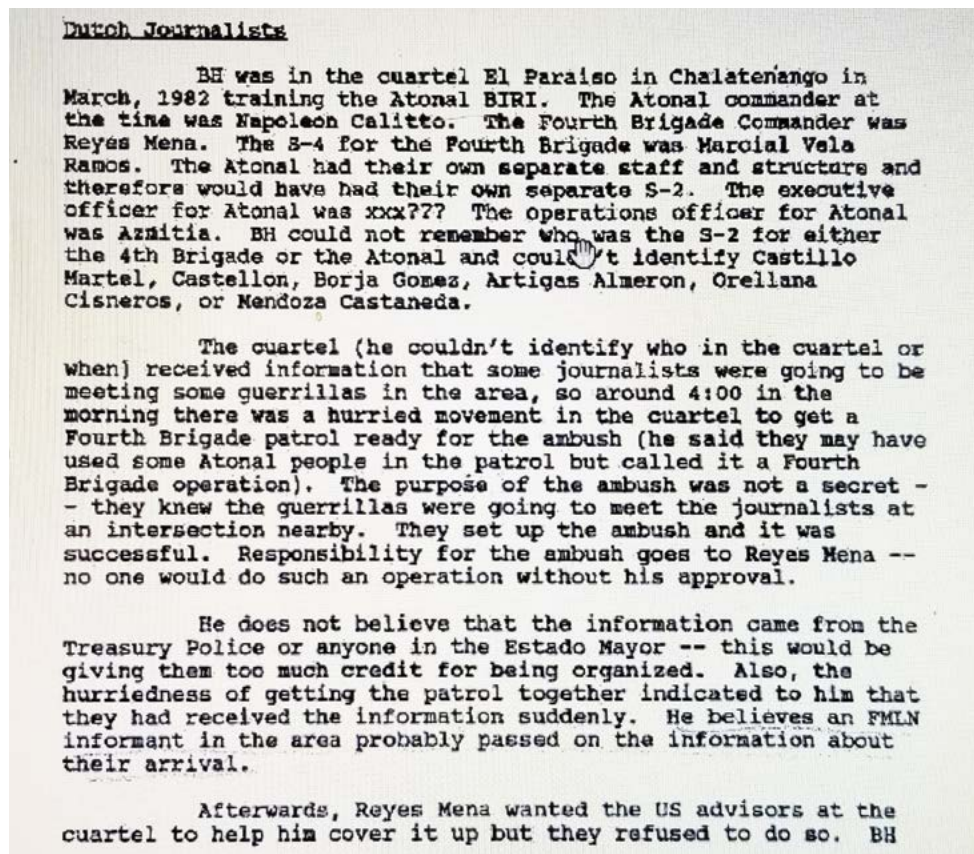 Dutch Journalists
BH was in the cuartel El Paraiso in Chalatenango in
March, 1982 training the Atonal BIRI. The Atonal commander at
the time was Napoleon Calitto. The Fourth Brigade Commander was
Reyes Mena. The S-4 for the Fourth Brigade was Marcial Vela
Ramos. The Atonal had their own separate staff and structure and
therefore would have had their own separate S-2. The executive
officer for Atonal was xxx??? The operations officer for Atonal
was Azmitia. BH could not remember who was the S-2 for either
the 4th Brigade or the Atonal and could't identify Castillo
Martel, Castellon, Borja Gomez, Artigas Almeron, Orellana
Cisneros, or Mendoza Castaneda.
The cuartel (he couldn't identify who in the cuartel or
when) received information that some journalists were going to be
meeting some guerrillas in the area, so around 4:00 in the
morning there was a hurried movement in the cuartel to get a
Fourth Brigade patrol ready for the ambush (he said they may have
used some Atonal people in the patrol but called it a Fourth
Brigade operation). The purpose of the ambush was not a secret -
- they knew the guerrillas were going to meet the journalists at
an intersection nearby. They set up the ambush and it was
successful. Responsibility for the ambush goes to Reyes Mena --
no one would do such an operation without his approval.
He does not believe that the information came from the
Treasury Police or anyone in the Estado Mayor -- this would be
giving them too much credit for being organized. Also, the
hurriedness of getting the patrol together indicated to him that
they had received the information suddenly. He believes an FMLN
informant in the area probably passed on the information about
their arrival.
Afterwards, Reyes Mena wanted the US advisors at the
cuartel to help him cover it up but they refused to do so. BH